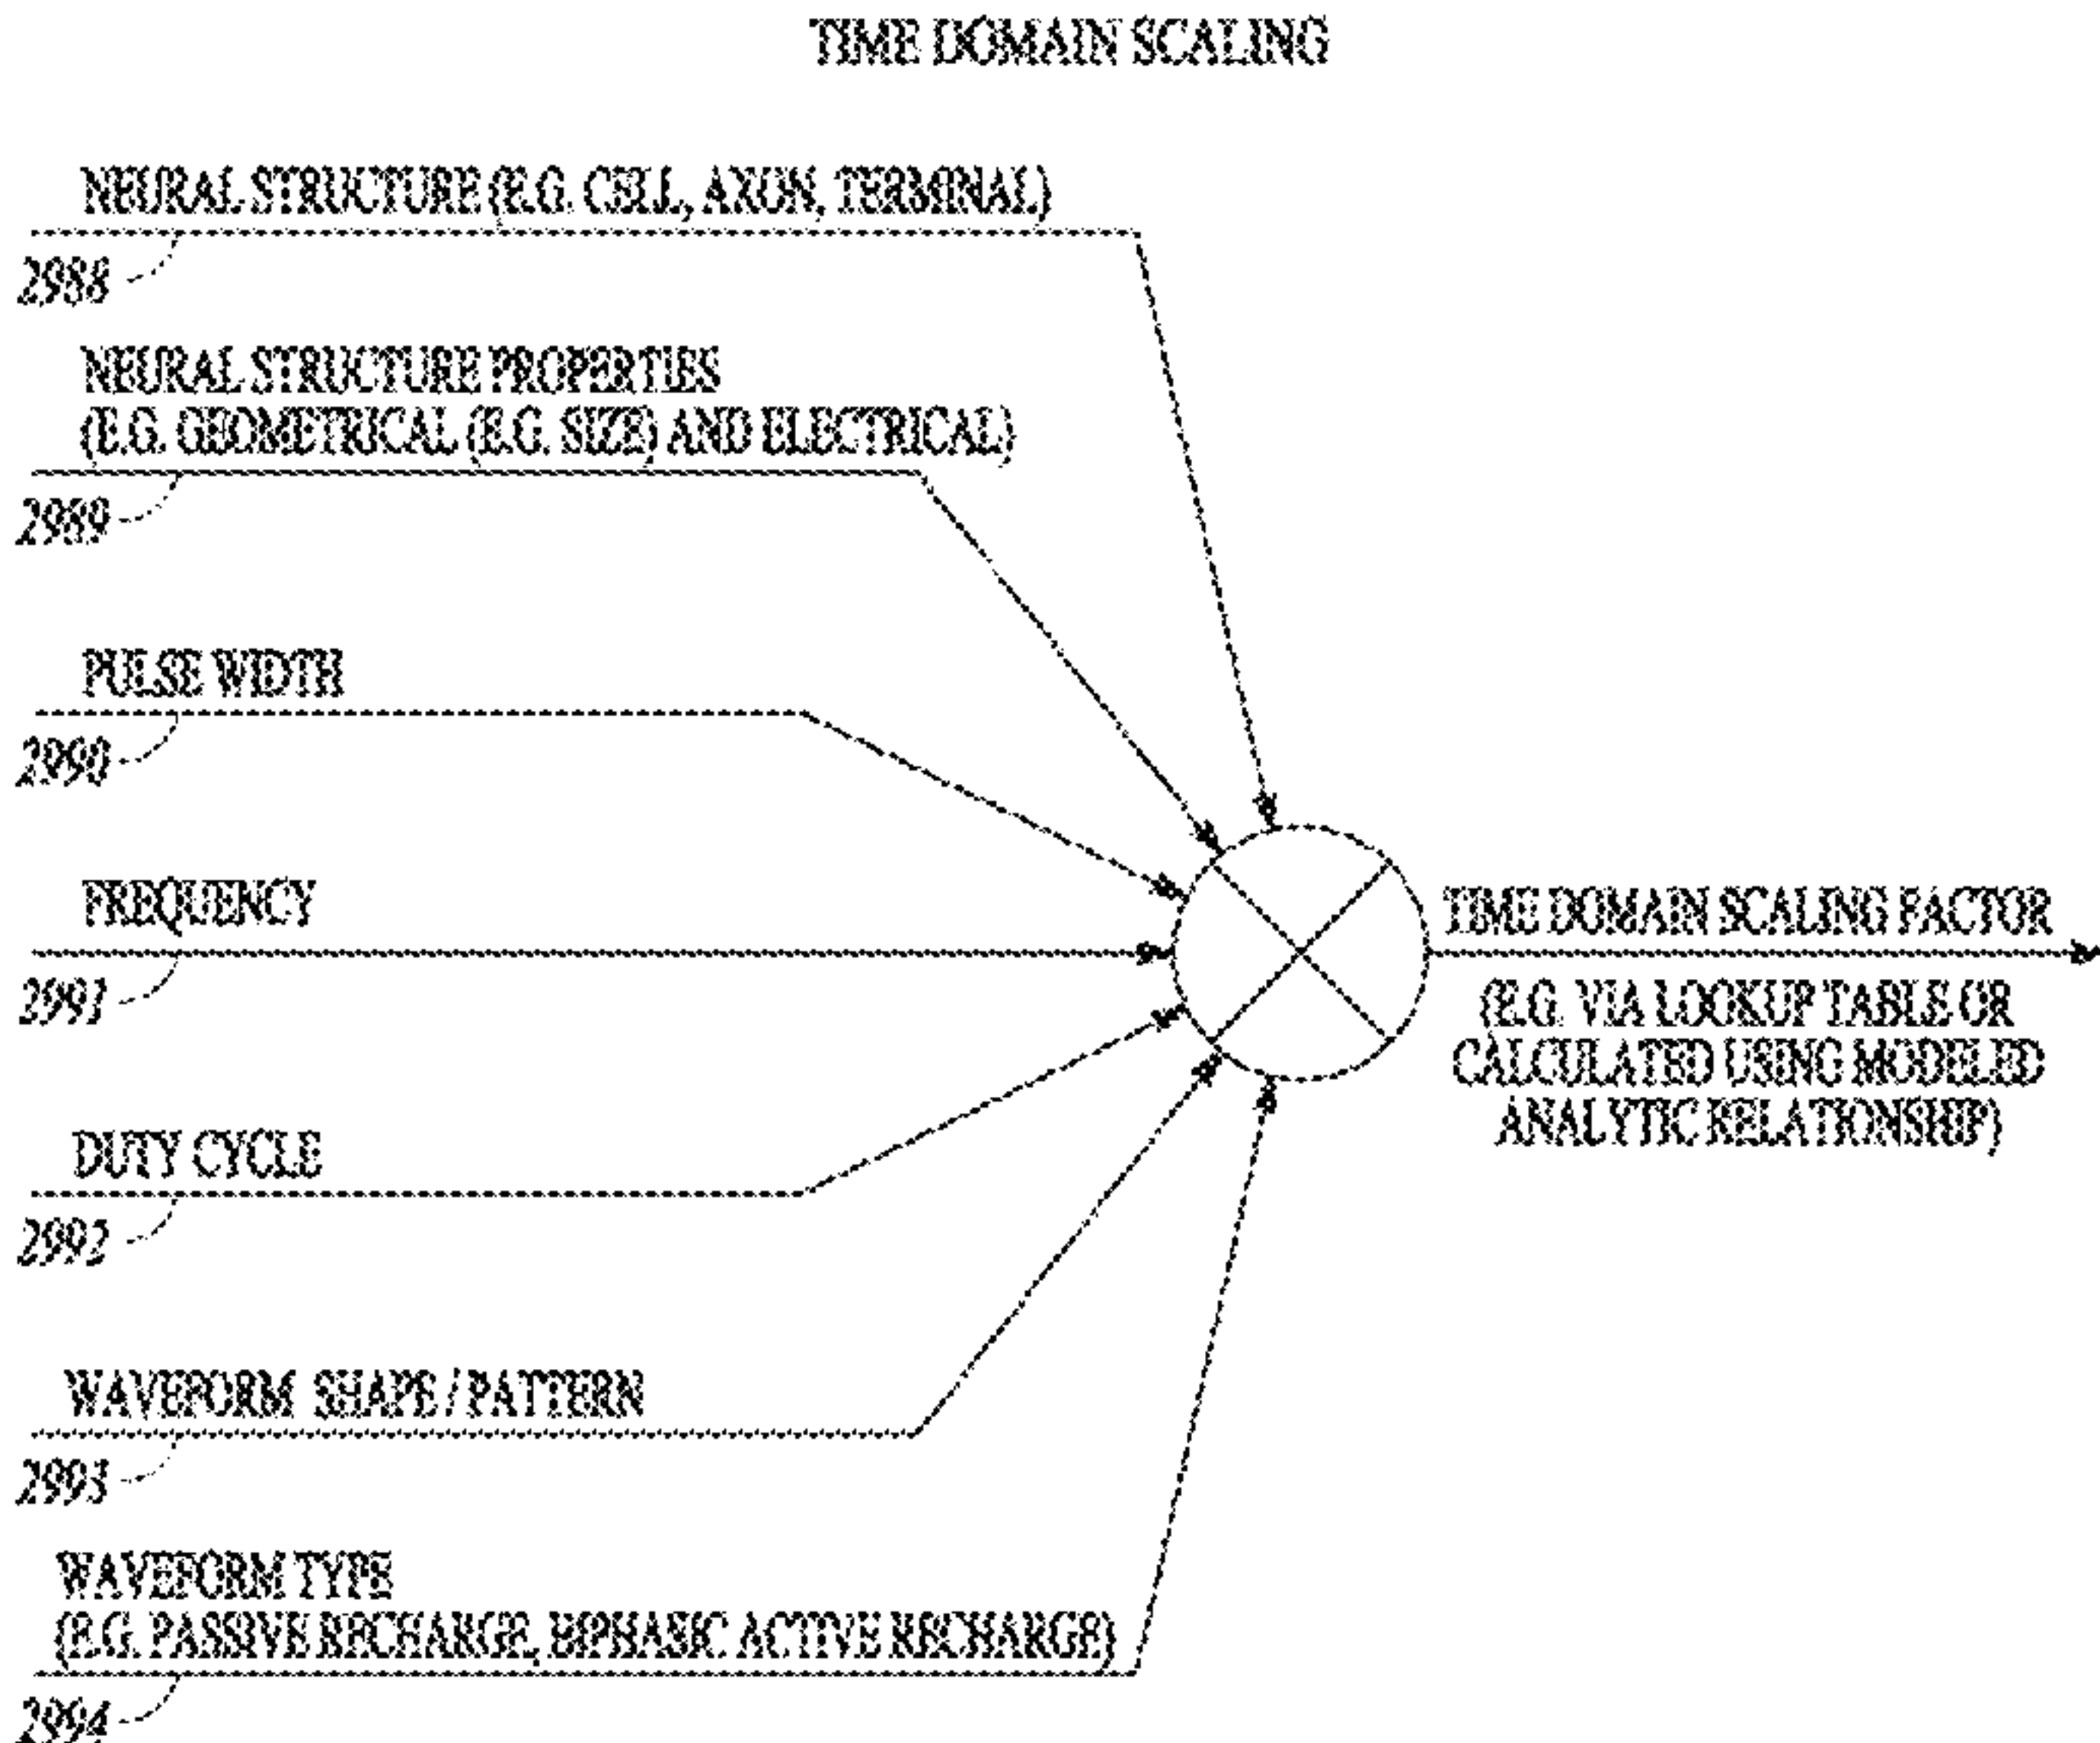 TIME DOMAIN SCALING
NEURAL STRUCTURE (E.G. CELL, AXON, TERMINAL)
2988
NEURAL STRUCTURE PROPERTIES
(E.G. GEOMETRICAL (E.G. SIZE) AND ELECTRICAL)
2989
PULSE WIDTH
2990
FREQUENCY
2991
TIME DOMAIN SCALING FACTOR
(E.G. VIA LOOKUP TABLE OR
CALCULATED USING MODELED
ANALYTIC RELATIONSHIP)
DUTY CYCLE
2992
WAVEFORM SHAPE / PATTERN
2993
WAVEFORM TYPE
(E.G. PASSIVE RECHARGE, BIPHASIC ACTIVE RECHARGE)
2994